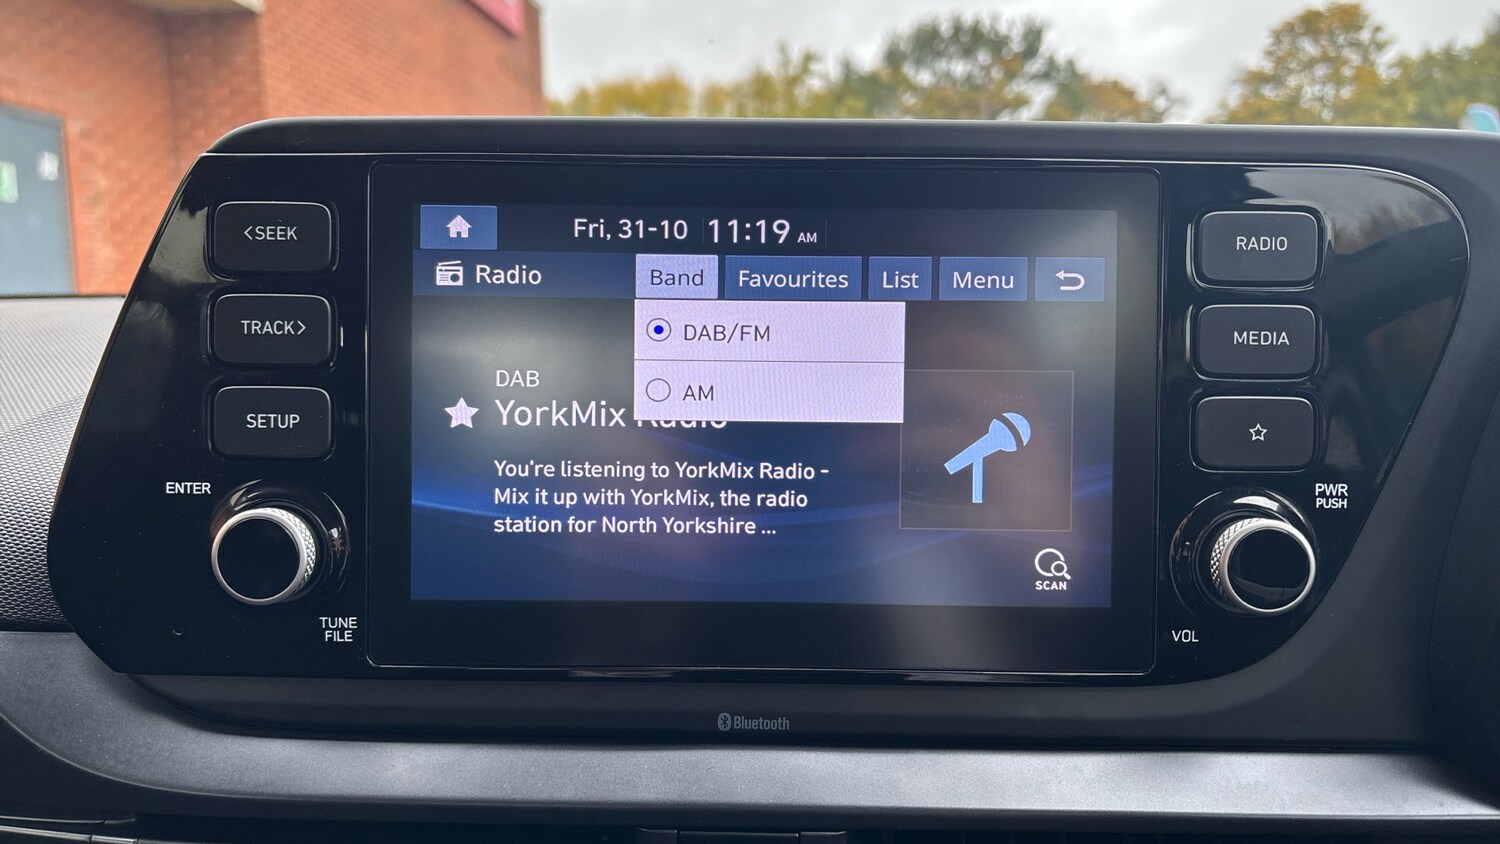 <SEEK
TRACK>
SETUP
ENTER
TUNE
FILE
Fri, 31-10 11:19 AM
Radio
Band Favourites List Menu
DAB/FM
AM
DAB
YorkMix Radio
You're listening to YorkMix Radio -
Mix it up with YorkMix, the radio
station for North Yorkshire ...
SCAN
RADIO
MEDIA
PWR
PUSH
VOL
Bluetooth